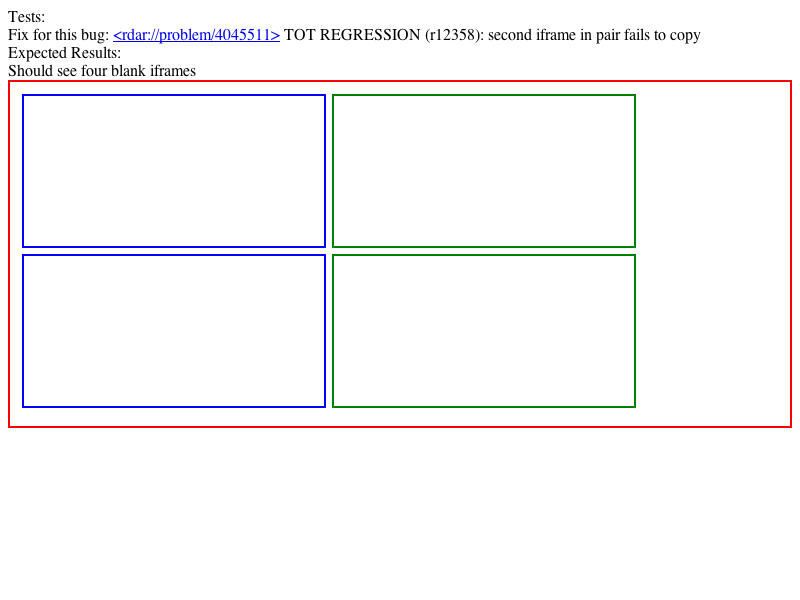 Tests:
Fix for this bug: <rdar://problem/4045511> TOT REGRESSION (r12358): second iframe in pair fails to copy
Expected Results:
Should see four blank iframes